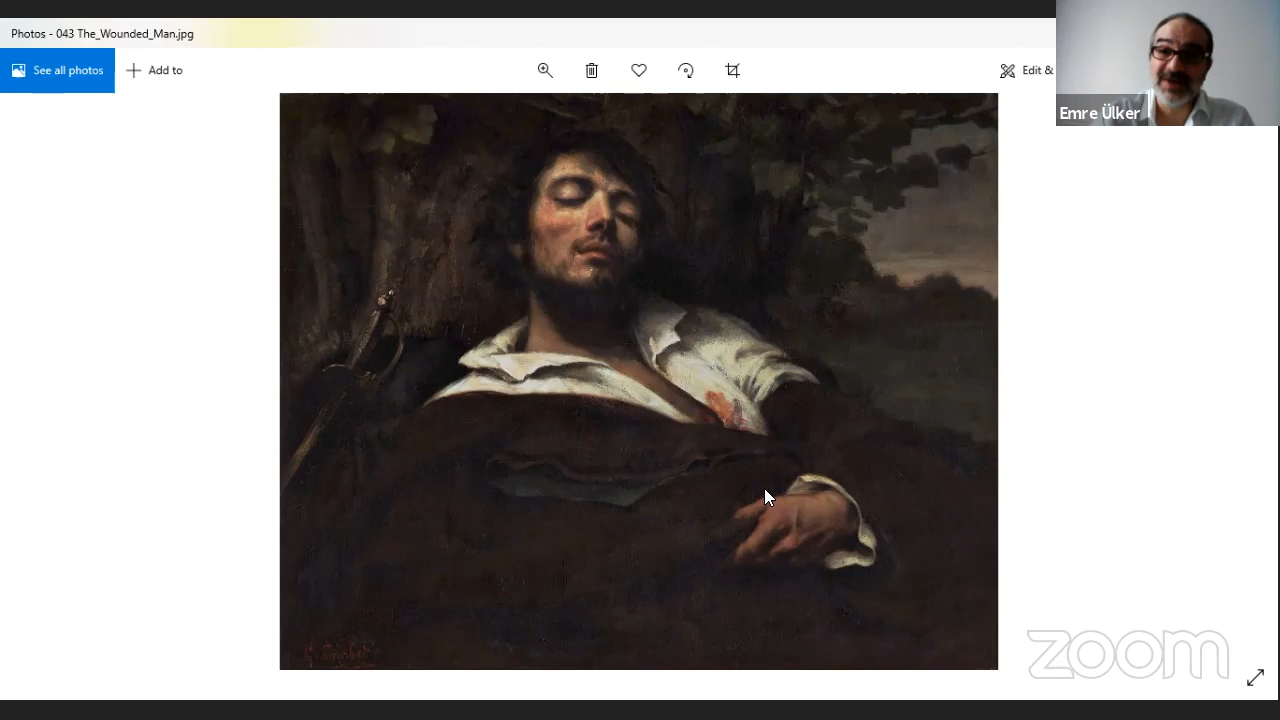 Photos - 043 The_Wounded_Man.jpg
See all photos
Add to
Edit &
Emre Ülker
zoom